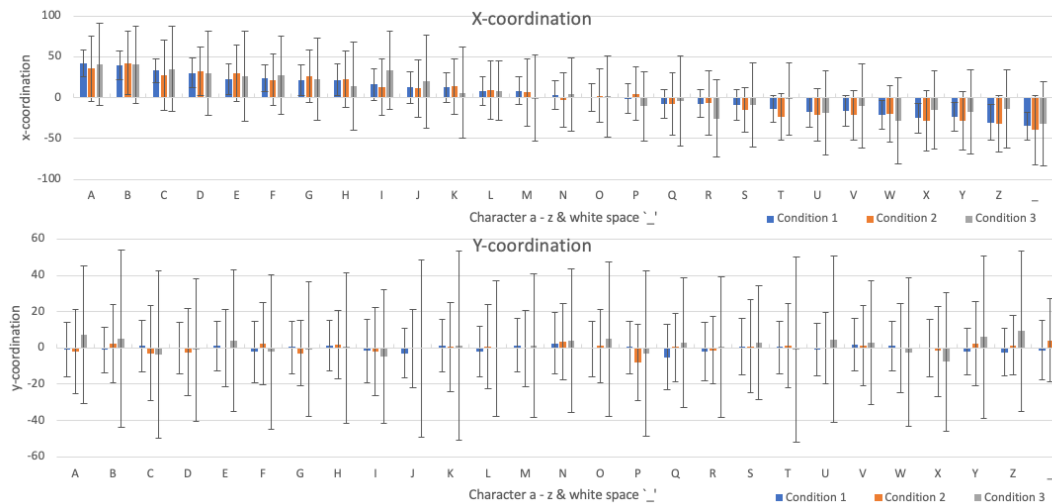 X-coordination
100
50
0
-50
-100
x-coordination
A B C D E F G H I J K L M N O P Q R S T U V W X Y Z _
Character a - z & white space `_'
Condition 1 Condition 2 Condition 3
Y-coordination
60
40
20
0
-20
-40
-60
y-coordination
A B C D E F G H I J K L M N O P Q R S T U V W X Y Z _
Character a - z & white space `_'
Condition 1 Condition 2 Condition 3